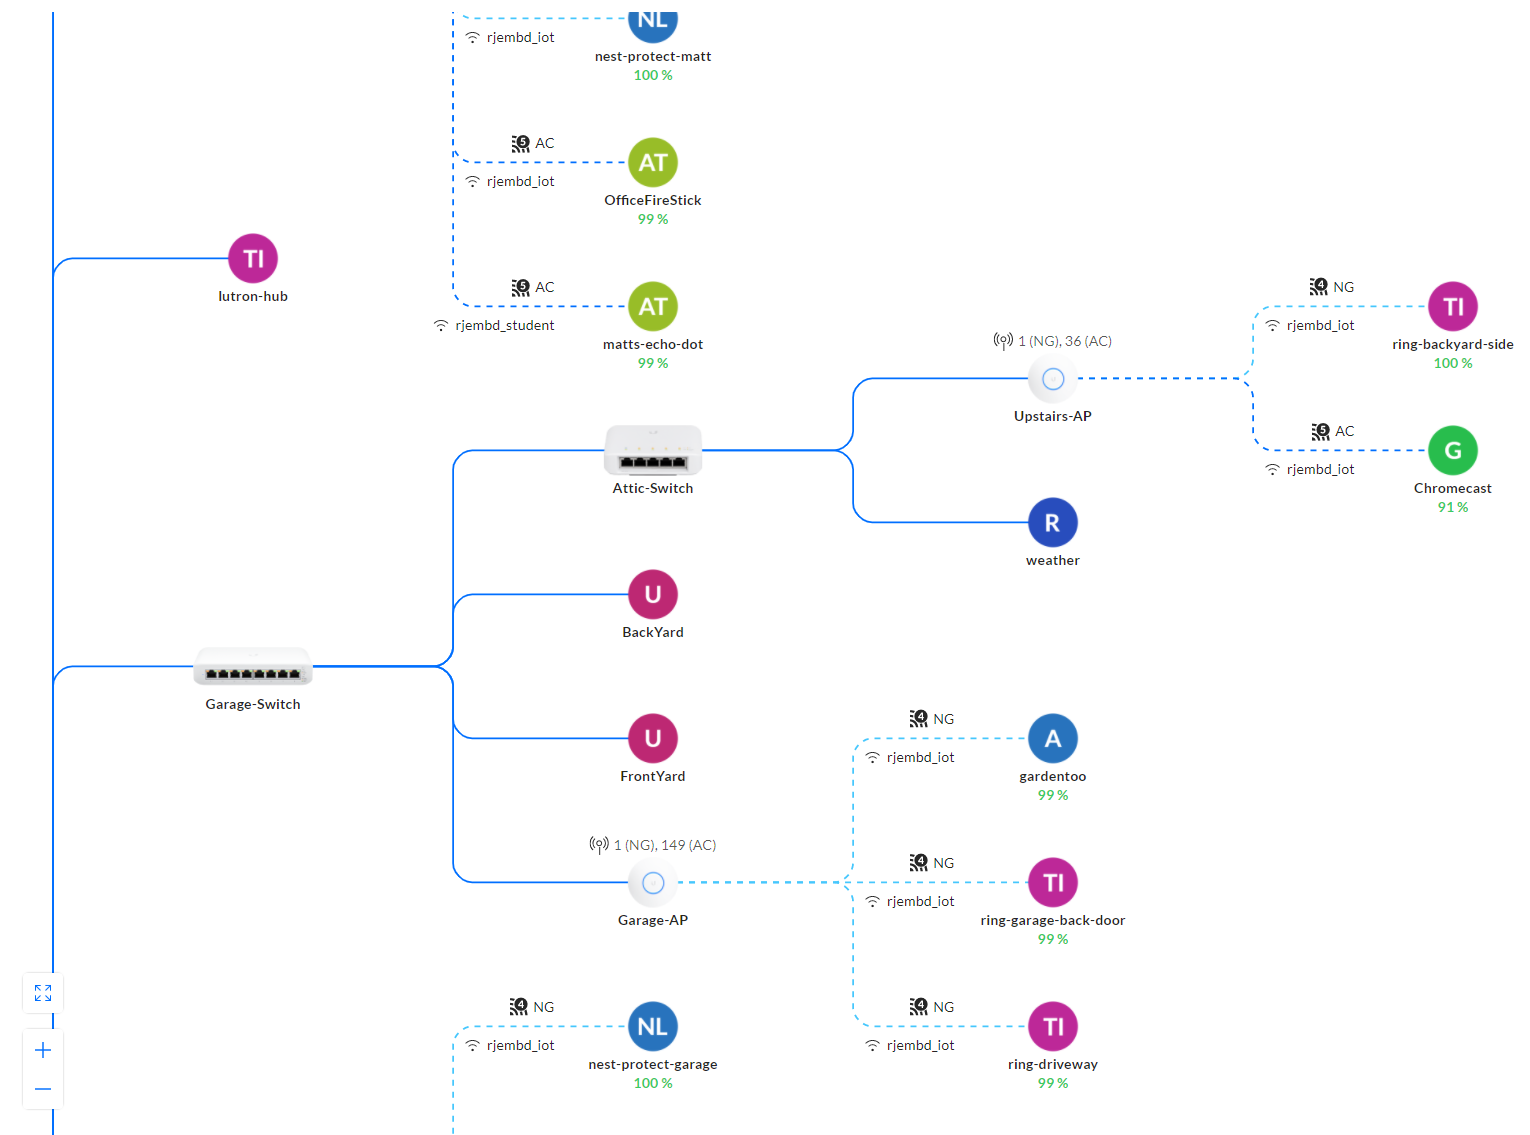 NL
rjembd_iot
nest-protect-matt
100 %
5 AC
AT
rjembd_iot
OfficeFireStick
99 %
TI
lutron-hub
5 AC
AT
rjembd_student
matts-echo-dot
99 %
4 NG
TI
rjembd_iot
ring-backyard-side
100 %
1 (NG), 36 (AC)
Upstairs-AP
5 AC
G
rjembd_iot
Chromecast
91 %
Attic-Switch
R
weather
U
BackYard
Garage-Switch
U
FrontYard
4 NG
A
rjembd_iot
gardentoo
99 %
1 (NG), 149 (AC)
Garage-AP
4 NG
TI
rjembd_iot
ring-garage-back-door
99 %
4 NG
NL
rjembd_iot
nest-protect-garage
100 %
4 NG
TI
rjembd_iot
ring-driveway
99 %